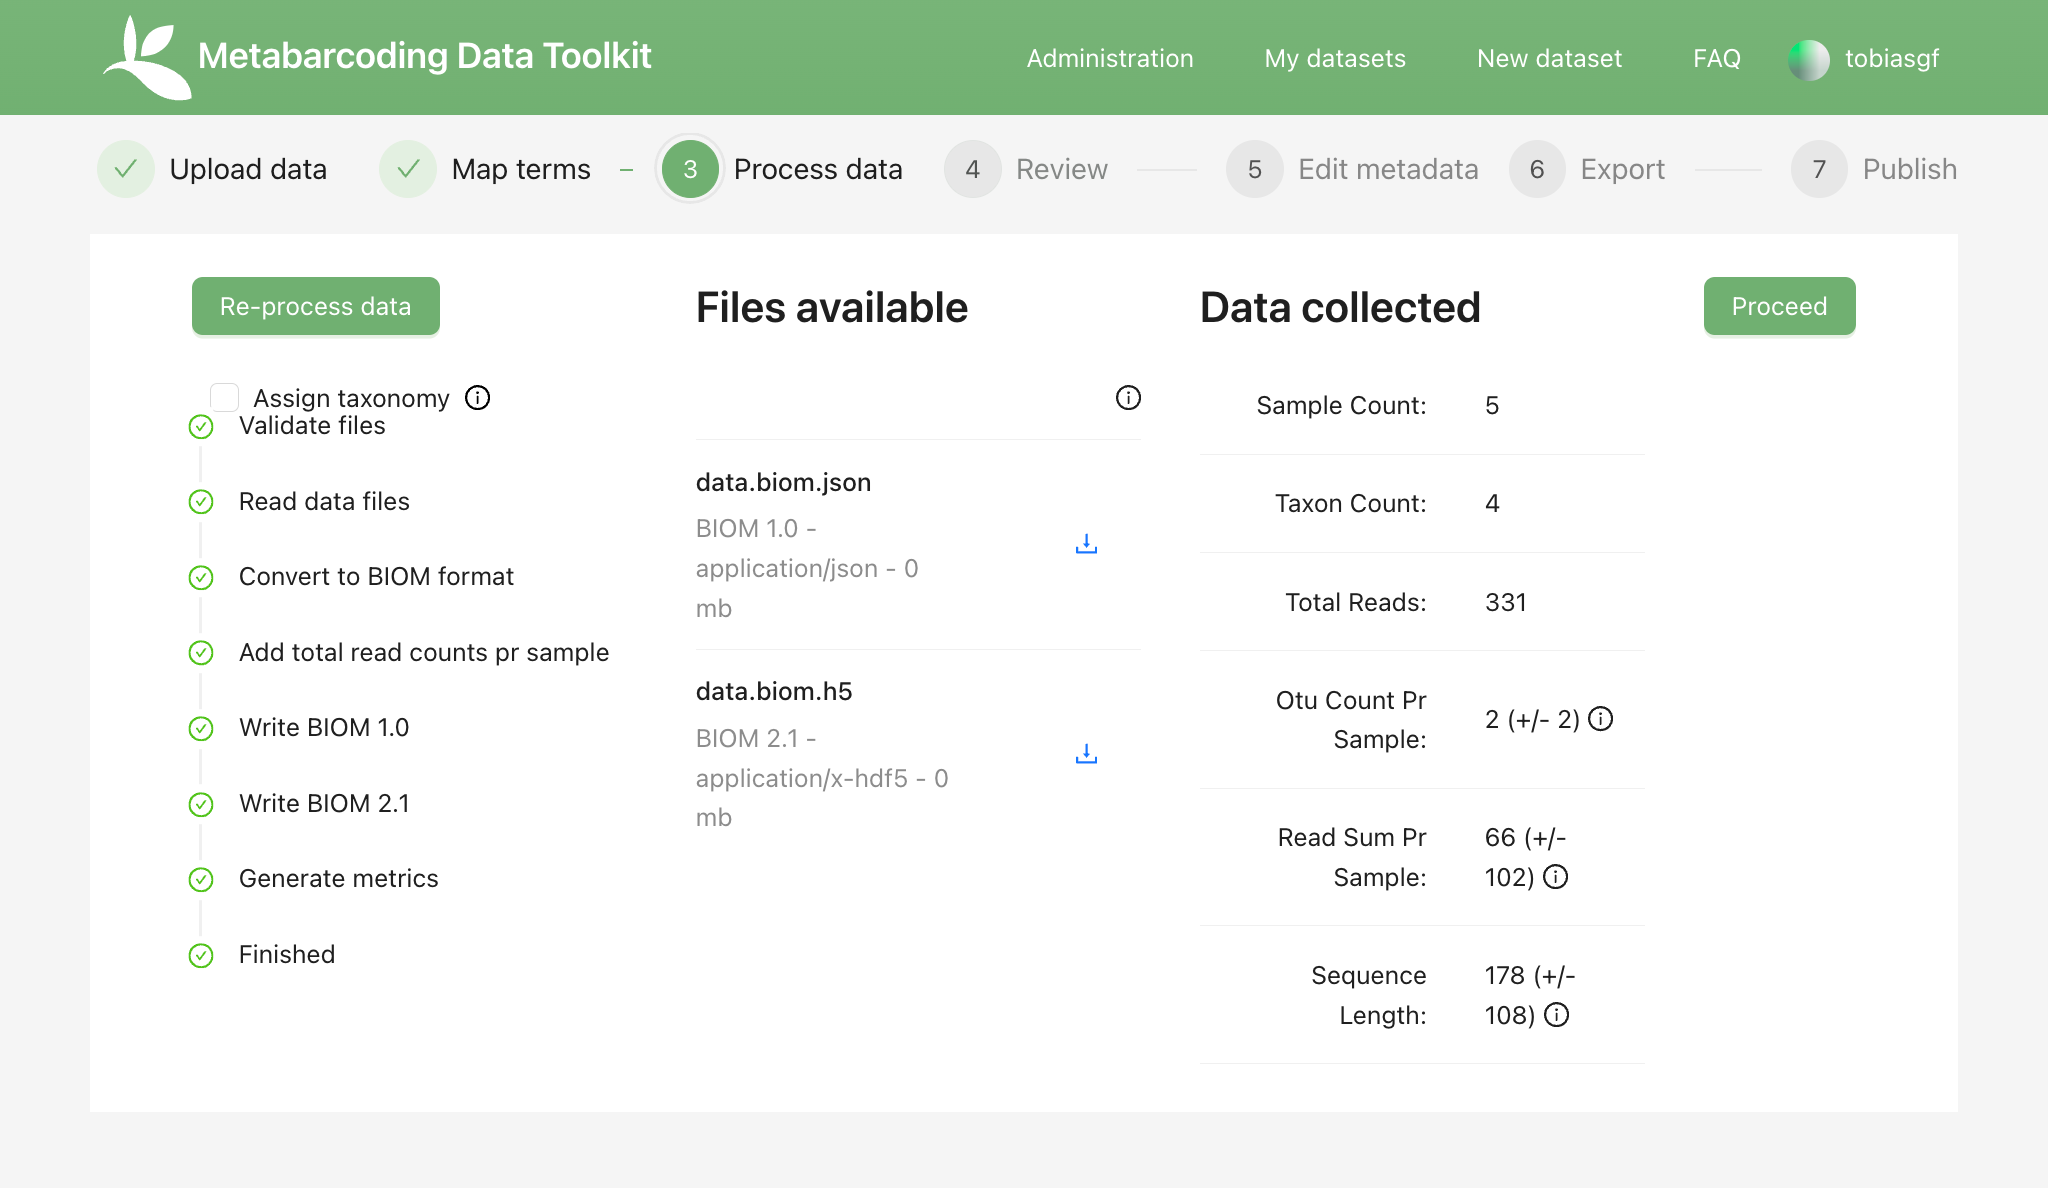 Metabarcoding Data Toolkit
Administration
My datasets
New dataset
FAQ
tobiasgf
Upload data
Map terms
3 Process data
4 Review
5 Edit metadata
6 Export
7 Publish
Re-process data
Assign taxonomy
Validate files
Read data files
Convert to BIOM format
Add total read counts pr sample
Write BIOM 1.0
Write BIOM 2.1
Generate metrics
Finished
Files available
data.biom.json
BIOM 1.0 -
application/json - 0
mb
data.biom.h5
BIOM 2.1 -
application/x-hdf5 - 0
mb
Data collected
Sample Count: 5
Taxon Count: 4
Total Reads: 331
Otu Count Pr
Sample:
2 (+/- 2)
Read Sum Pr
Sample:
66 (+/-
102)
Sequence
Length:
178 (+/-
108)
Proceed